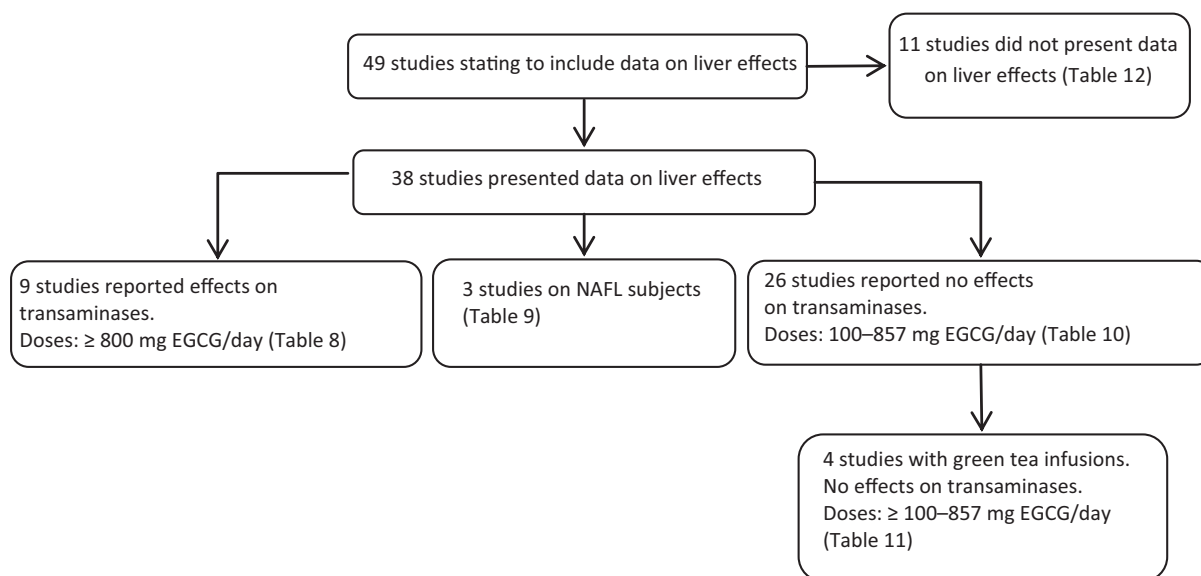 49 studies stating to include data on liver effects
11 studies did not present data
on liver effects (Table 12)
38 studies presented data on liver effects
9 studies reported effects on
transaminases.
Doses: ≥ 800 mg EGCG/day (Table 8)
3 studies on NAFL subjects
(Table 9)
26 studies reported no effects
on transaminases.
Doses: 100–857 mg EGCG/day (Table 10)
4 studies with green tea infusions.
No effects on transaminases.
Doses: ≥ 100–857 mg EGCG/day
(Table 11)